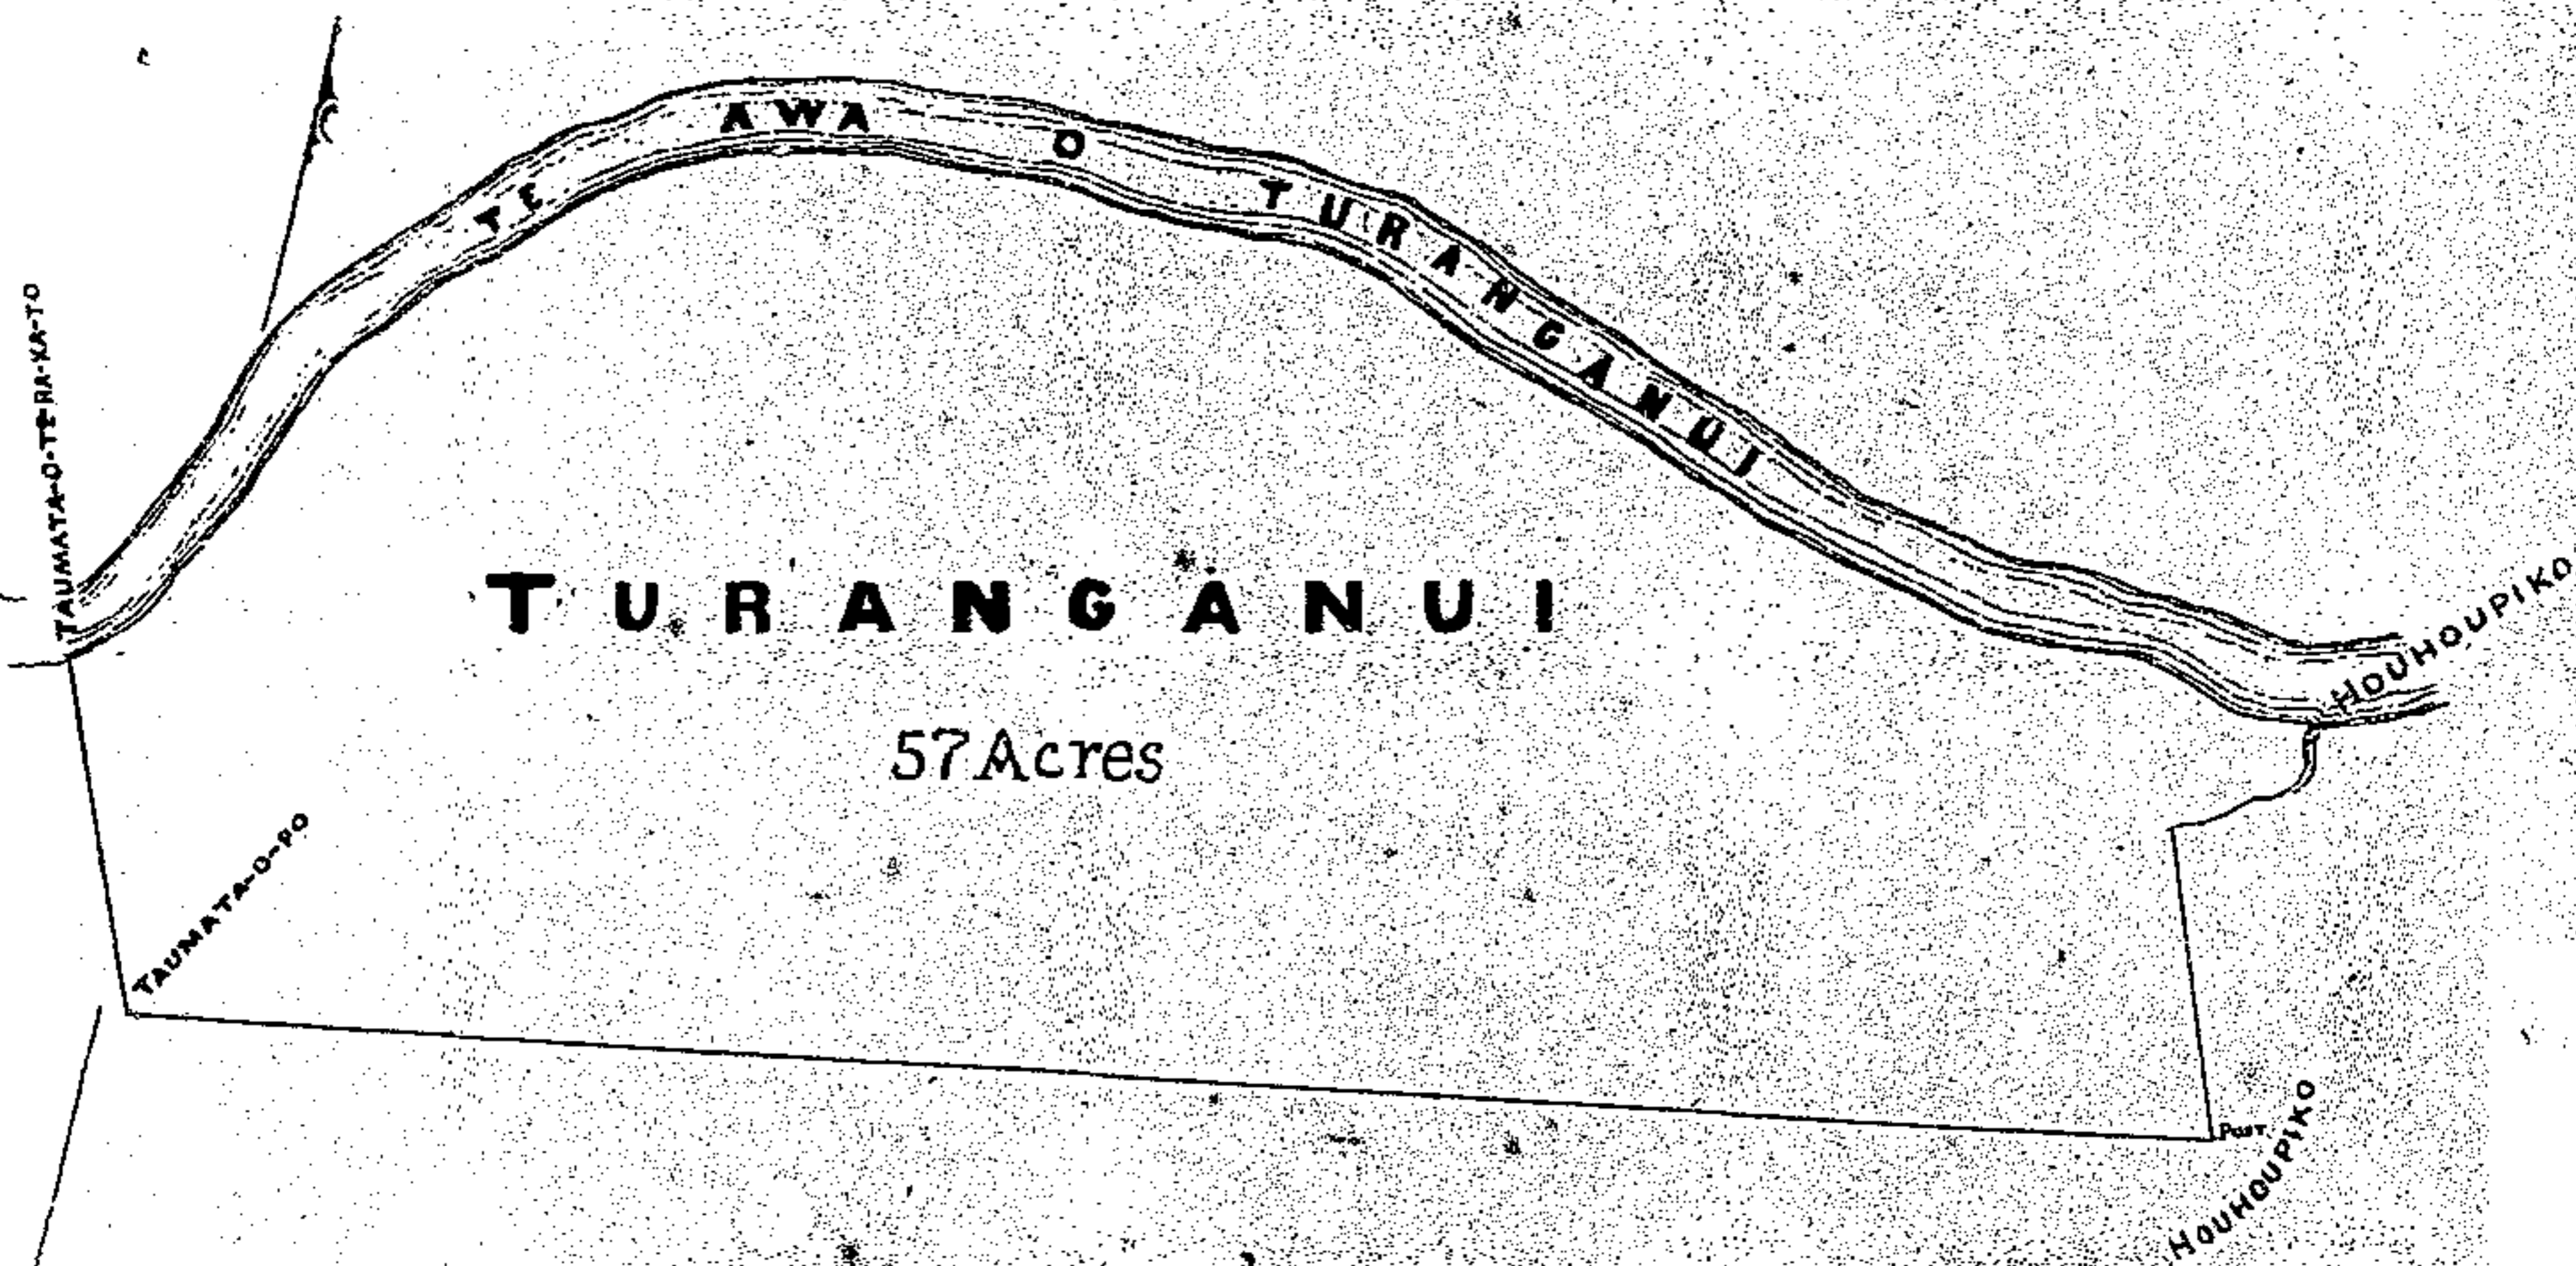 TE AWA O TURANGANUI
TAUMATA-O-TE-RA-KA-TO
TURANGANUI
57 Acres
HOUHOUPIKO
TAUMATA-O-PO
POST
HOUHOUPIKO